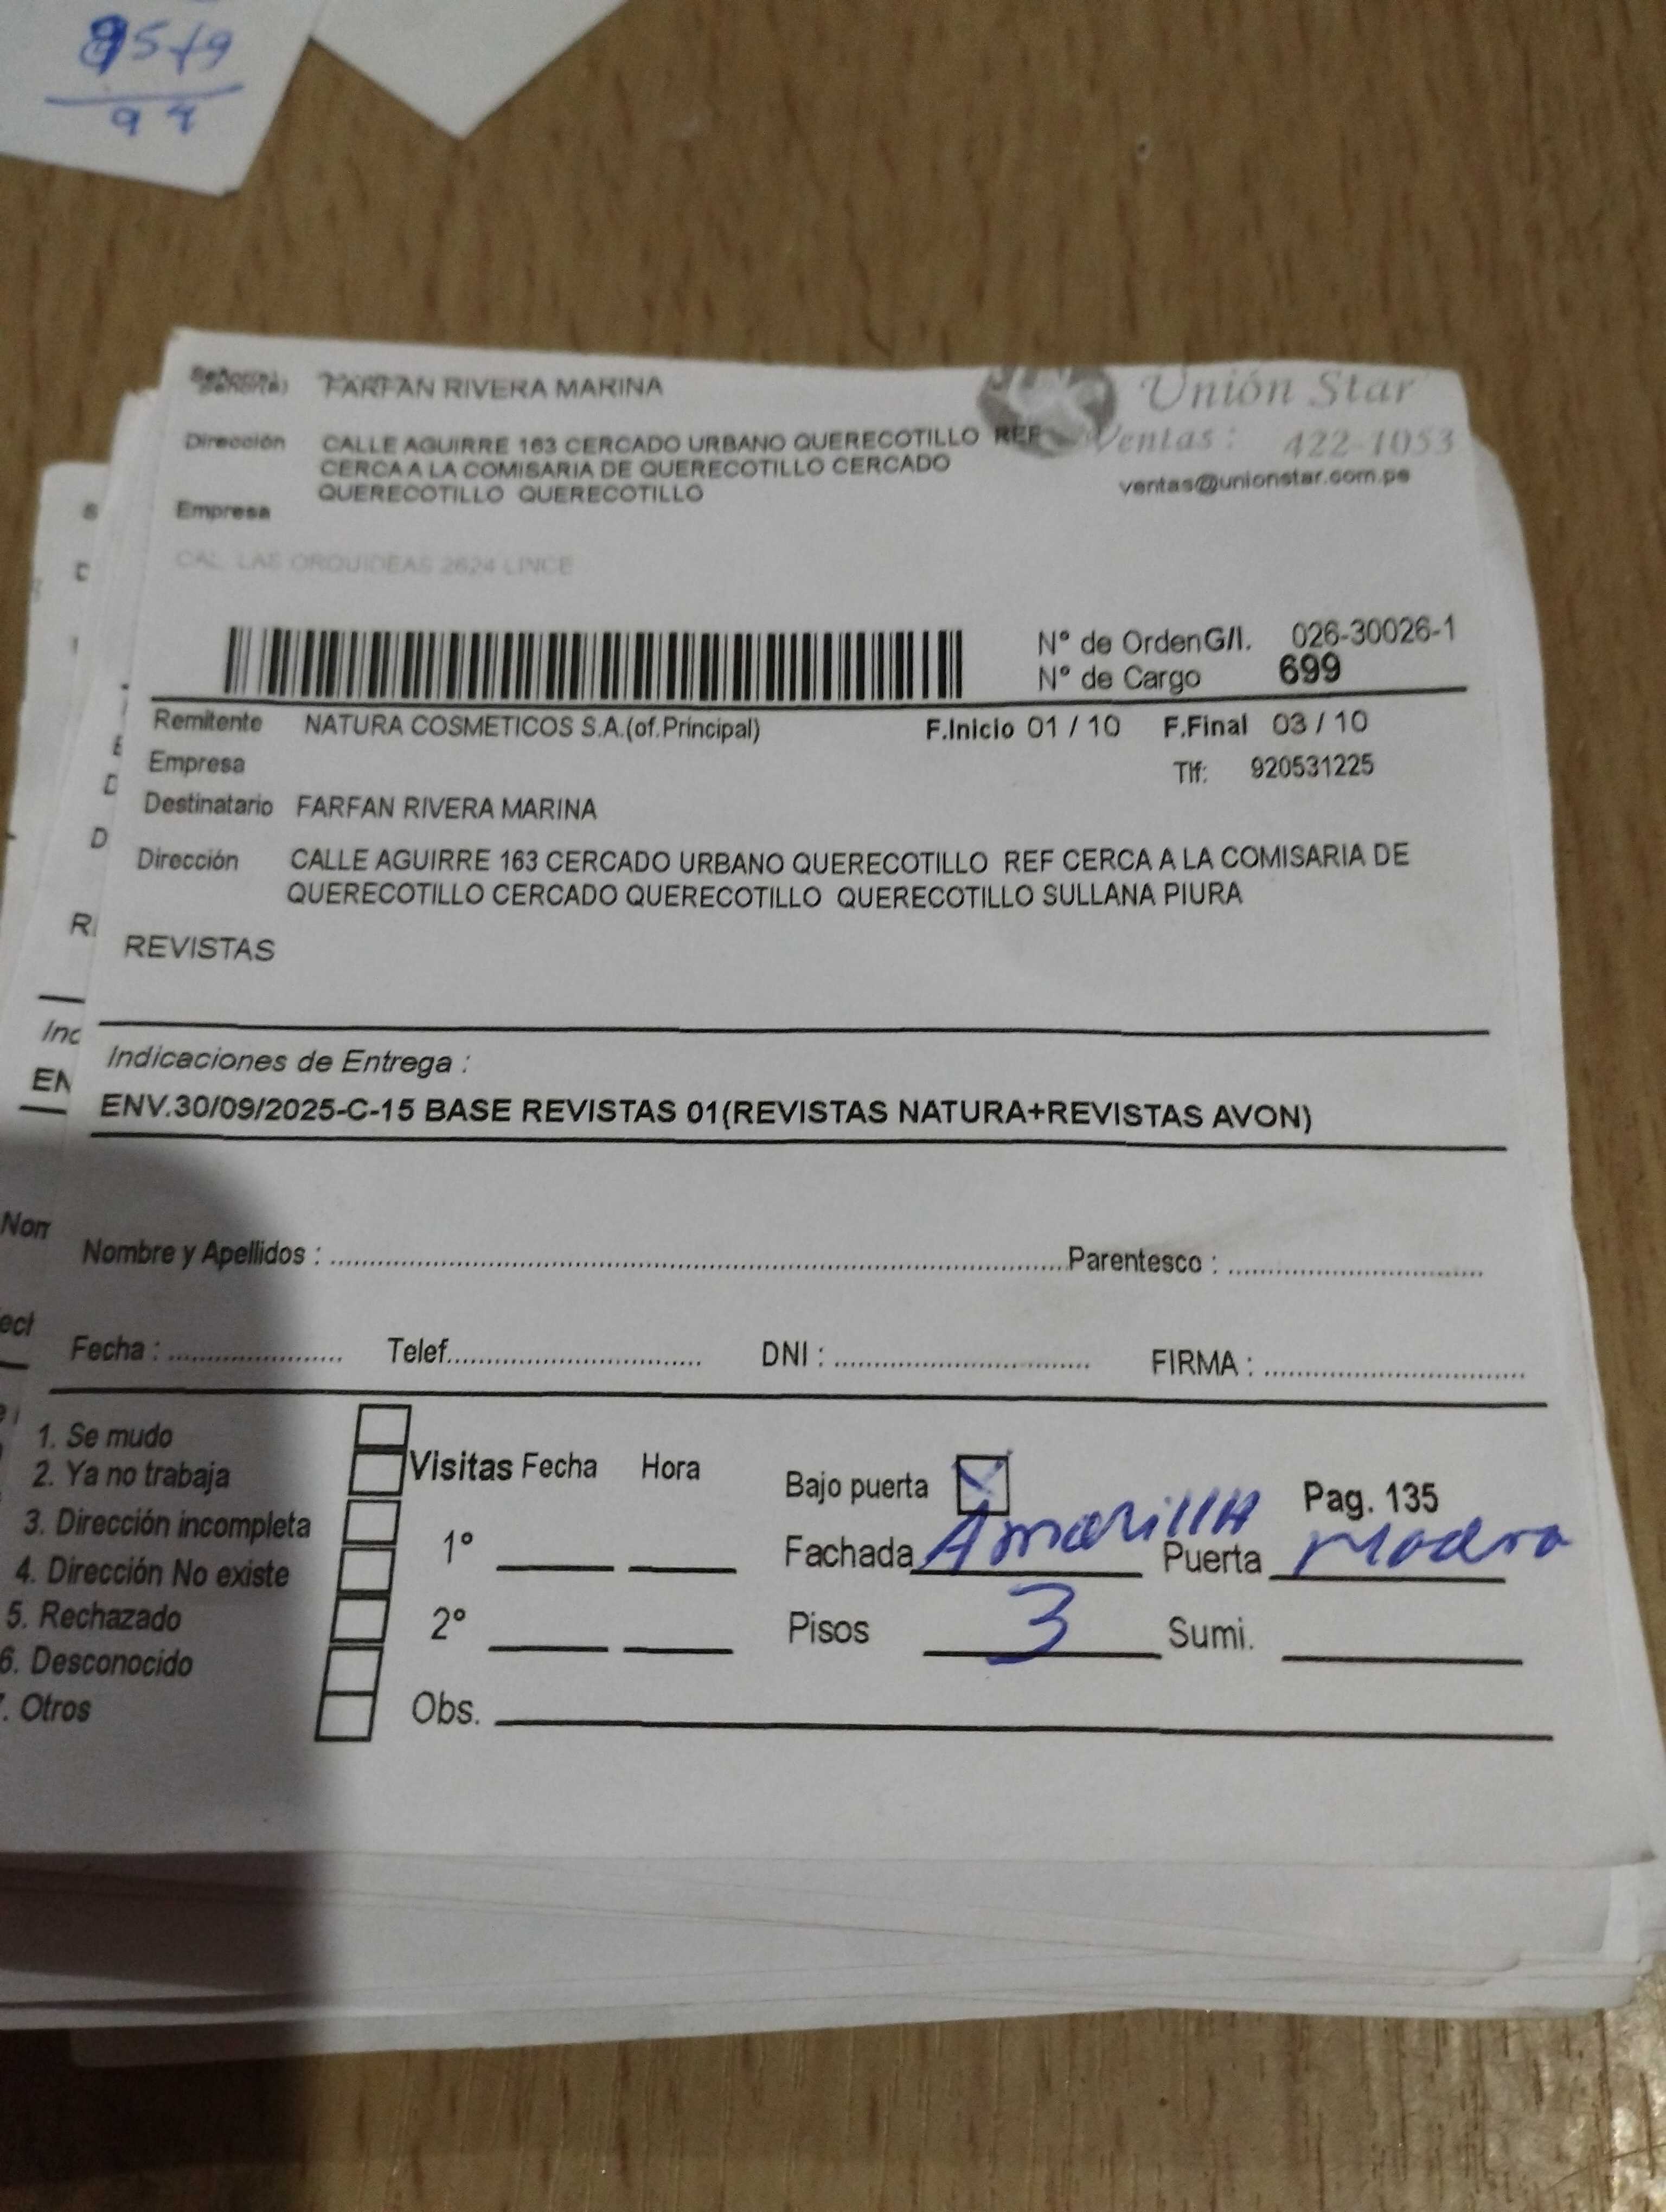 95+9
94
Señor(a) FARFAN RIVERA MARINA
Unión Star
Dirección CALLE AGUIRRE 163 CERCADO URBANO QUERECOTILLO REF
CERCA A LA COMISARIA DE QUERECOTILLO CERCADO
QUERECOTILLO QUERECOTILLO
Ventas: 422-1053
ventas@unionstar.com.pe
Empresa
CAL. LAS ORQUIDEAS 2624 LINCE
N° de Orden G/I. 026-30026-1
N° de Cargo 699
Remitente NATURA COSMETICOS S.A.(of.Principal) F.Inicio 01 / 10 F.Final 03 / 10
Empresa Tlf: 920531225
Destinatario FARFAN RIVERA MARINA
Dirección CALLE AGUIRRE 163 CERCADO URBANO QUERECOTILLO REF CERCA A LA COMISARIA DE
QUERECOTILLO CERCADO QUERECOTILLO QUERECOTILLO SULLANA PIURA
REVISTAS
Indicaciones de Entrega :
ENV.30/09/2025-C-15 BASE REVISTAS 01(REVISTAS NATURA+REVISTAS AVON)
Nombre y Apellidos : Parentesco :
Fecha : Telef. DNI : FIRMA :
1. Se mudo
2. Ya no trabaja
3. Dirección incompleta
4. Dirección No existe
5. Rechazado
6. Desconocido
7. Otros
Visitas Fecha Hora
1°
2°
Obs.
Bajo puerta X Pag. 135
Fachada AmarillA Puerta Madra
Pisos 3 Sumi.